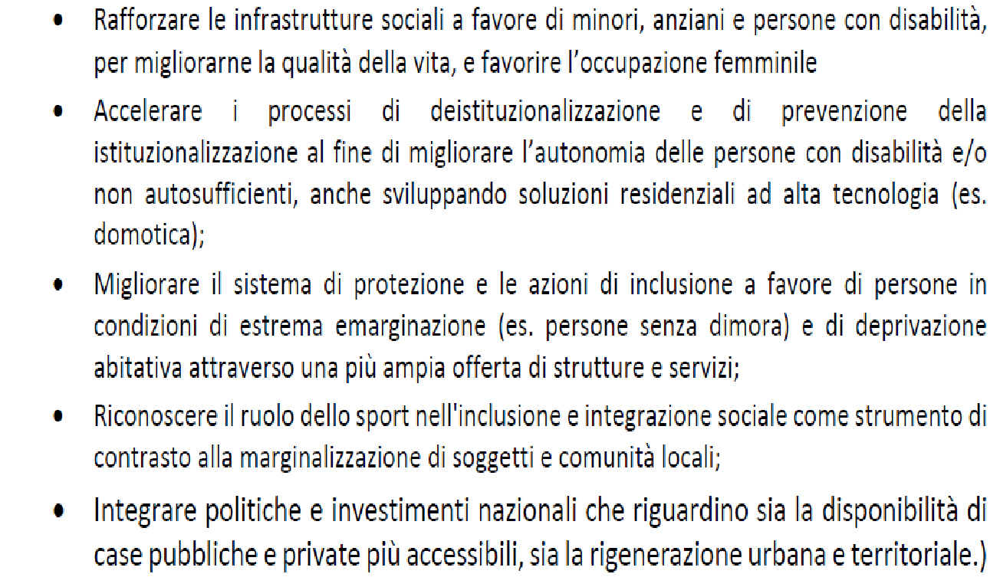 • Rafforzare le infrastrutture sociali a favore di minori, anziani e persone con disabilità,
per migliorarne la qualità della vita, e favorire l’occupazione femminile
• Accelerare i processi di deistituzionalizzazione e di prevenzione della
istituzionalizzazione al fine di migliorare l’autonomia delle persone con disabilità e/o
non autosufficienti, anche sviluppando soluzioni residenziali ad alta tecnologia (es.
domotica);
• Migliorare il sistema di protezione e le azioni di inclusione a favore di persone in
condizioni di estrema emarginazione (es. persone senza dimora) e di deprivazione
abitativa attraverso una più ampia offerta di strutture e servizi;
• Riconoscere il ruolo dello sport nell'inclusione e integrazione sociale come strumento di
contrasto alla marginalizzazione di soggetti e comunità locali;
• Integrare politiche e investimenti nazionali che riguardino sia la disponibilità di
case pubbliche e private più accessibili, sia la rigenerazione urbana e territoriale.)